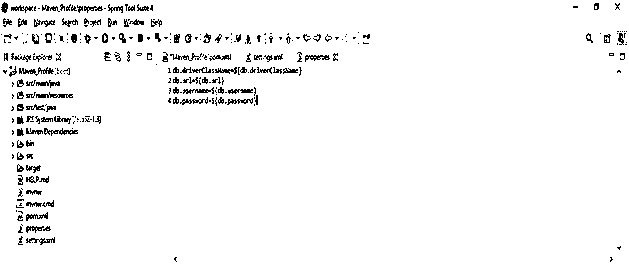 workspace - Maven_Profile/properties - Spring Tool Suite 4
File Edit Navigate Search Project Run Window Help
Package Explorer
*Maven_Profile/pom.xml settings.xml properties
Maven_Profile [boot]
src/main/java
src/main/resources
src/test/java
JRE System Library
Maven Dependencies
bin
src
target
HELP.md
mvnw
mvnw.cmd
pom.xml
properties
settings.xml
1 db.driverClassName=${db.driverClassName}
2 db.url=${db.url}
3 db.username=${db.username}
4 db.password=${db.password}